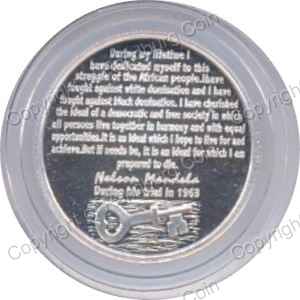 During my lifetime I
have dedicated myself to this
struggle of the African people.I have
fought against white domination and I have
fought against black domination. I have cherished
the ideal of a democratic and free society in which
all persons live together in harmony and with equal
opportunities.It is an ideal which I hope to live for and
achieve.But if needs be, it is an ideal for which I am
prepared to die.
Nelson Mandela
During his trial in 1963